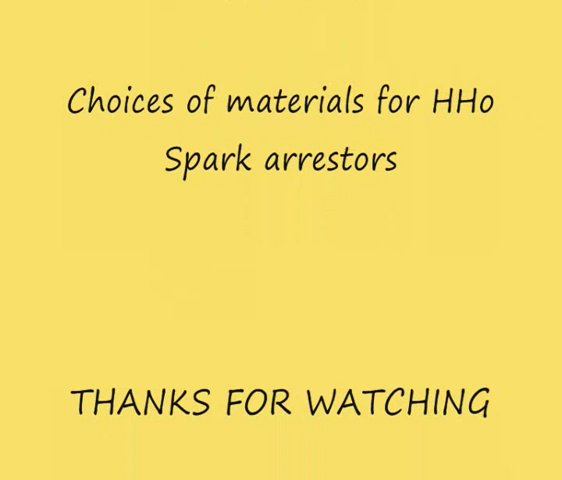 Choices of materials for HHo
Spark arrestors
THANKS FOR WATCHING